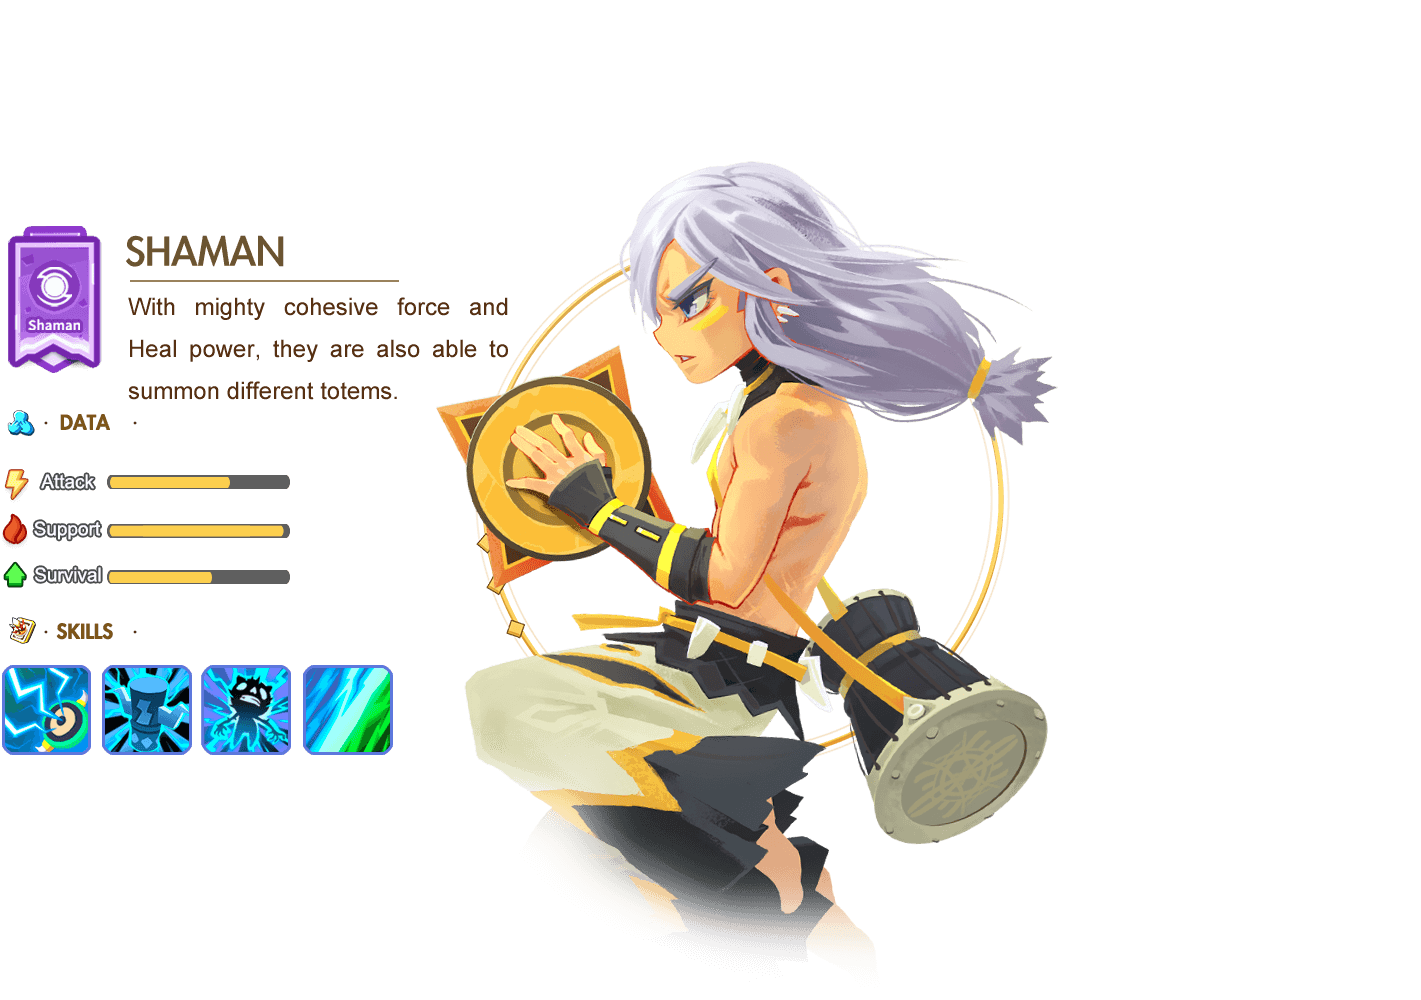 SHAMAN
Shaman
With mighty cohesive force and
Heal power, they are also able to
summon different totems.
· DATA ·
Attack
Support
Survival
· SKILLS ·